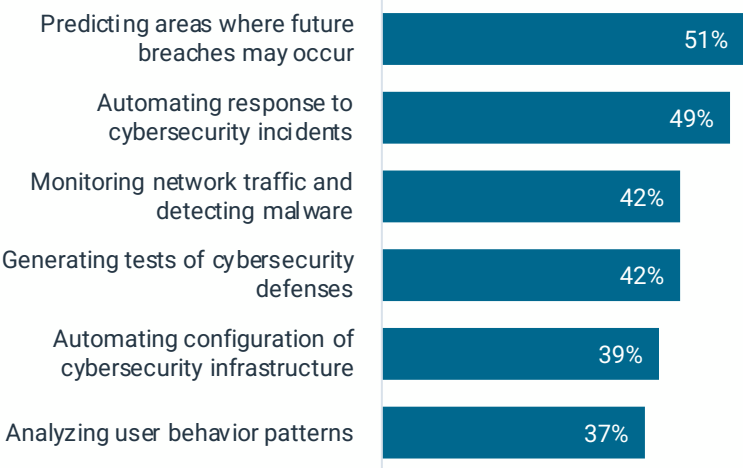 Predicting areas where future
breaches may occur
51%
Automating response to
cybersecurity incidents
49%
Monitoring network traffic and
detecting malware
42%
Generating tests of cybersecurity
defenses
42%
Automating configuration of
cybersecurity infrastructure
39%
Analyzing user behavior patterns
37%